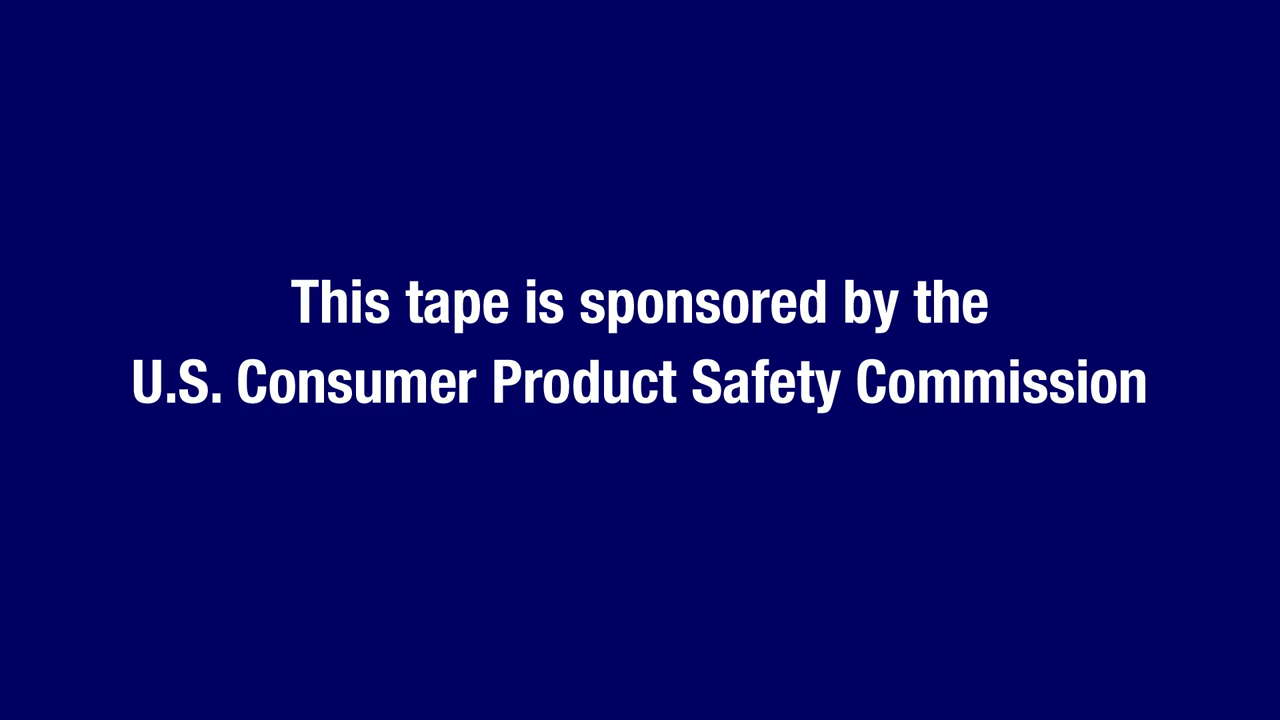 This tape is sponsored by the
U.S. Consumer Product Safety Commission